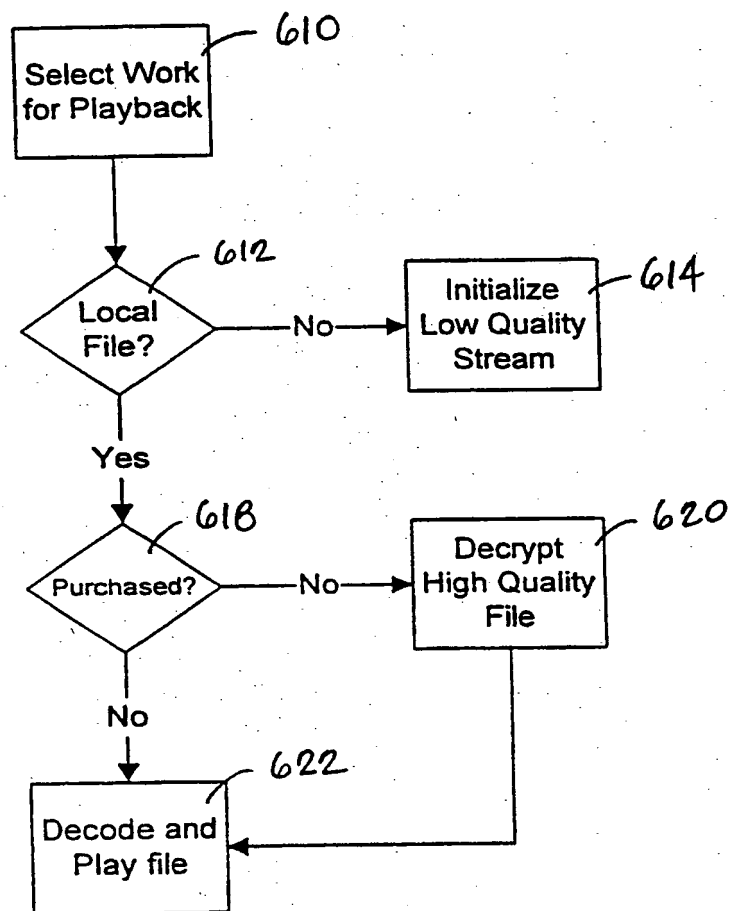 610
Select Work
for Playback
612
Local
File?
No
614
Initialize
Low Quality
Stream
Yes
618
Purchased?
No
620
Decrypt
High Quality
File
No
622
Decode and
Play file